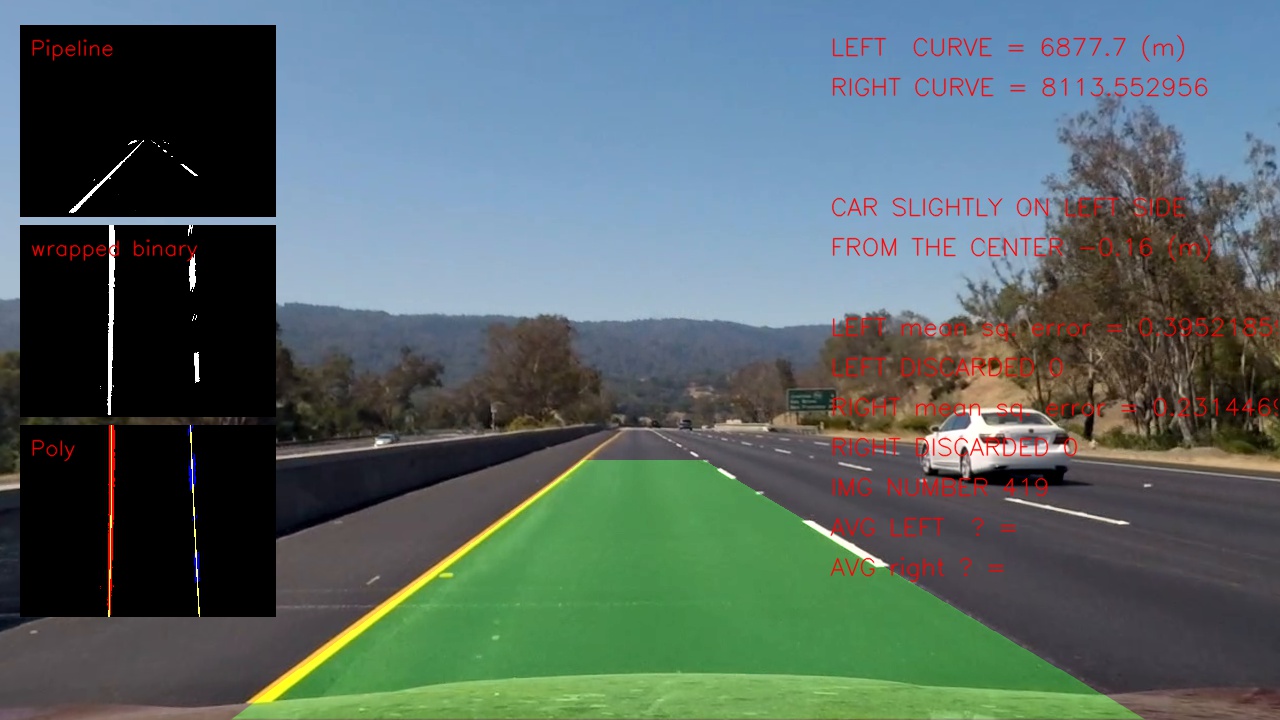 Pipeline
wrapped binary
Poly
LEFT CURVE = 6877.7 (m)
RIGHT CURVE = 8113.552956
CAR SLIGHTLY ON LEFT SIDE
FROM THE CENTER -0.16 (m)
LEFT mean sq. error = 0.3952185
LEFT DISCARDED 0
RIGHT mean sq. error = 0.2314469
RIGHT DISCARDED 0
IMG NUMBER 419
AVG LEFT ? =
AVG right ? =